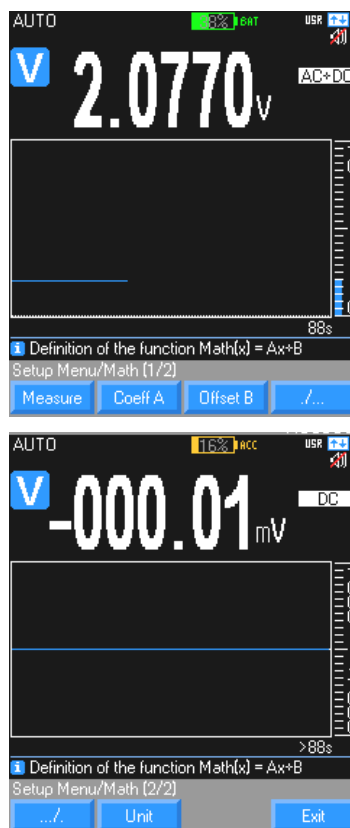 AUTO BAT USR
V 2.0770 V AC+DC
88s
i Definition of the function Math(x) = Ax+B
Setup Menu/Math (1/2)
Measure Coeff A Offset B ./...
AUTO 16% ACC USR
V -000.01 mV DC
>88s
i Definition of the function Math(x) = Ax+B
Setup Menu/Math (2/2)
.../. Unit Exit